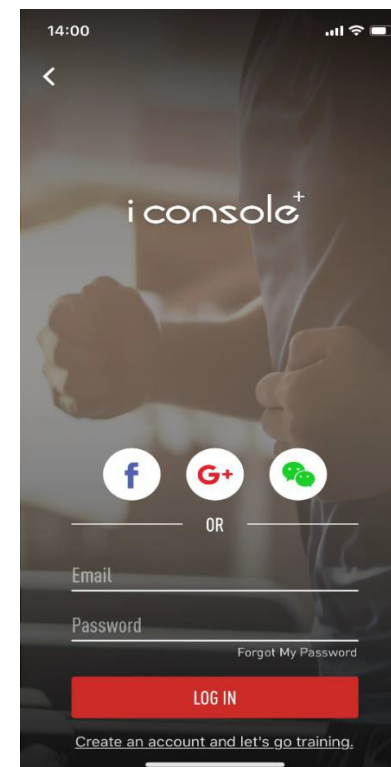 14:00
i console+
f
G+
OR
Email
Password
Forgot My Password
LOG IN
Create an account and let's go training.